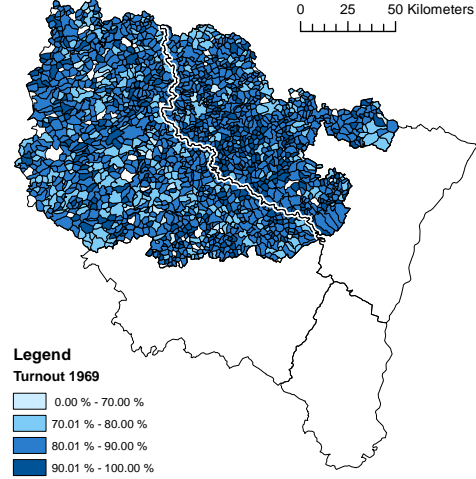 0 25 50 Kilometers
Legend
Turnout 1969
0.00 % - 70.00 %
70.01 % - 80.00 %
80.01 % - 90.00 %
90.01 % - 100.00 %